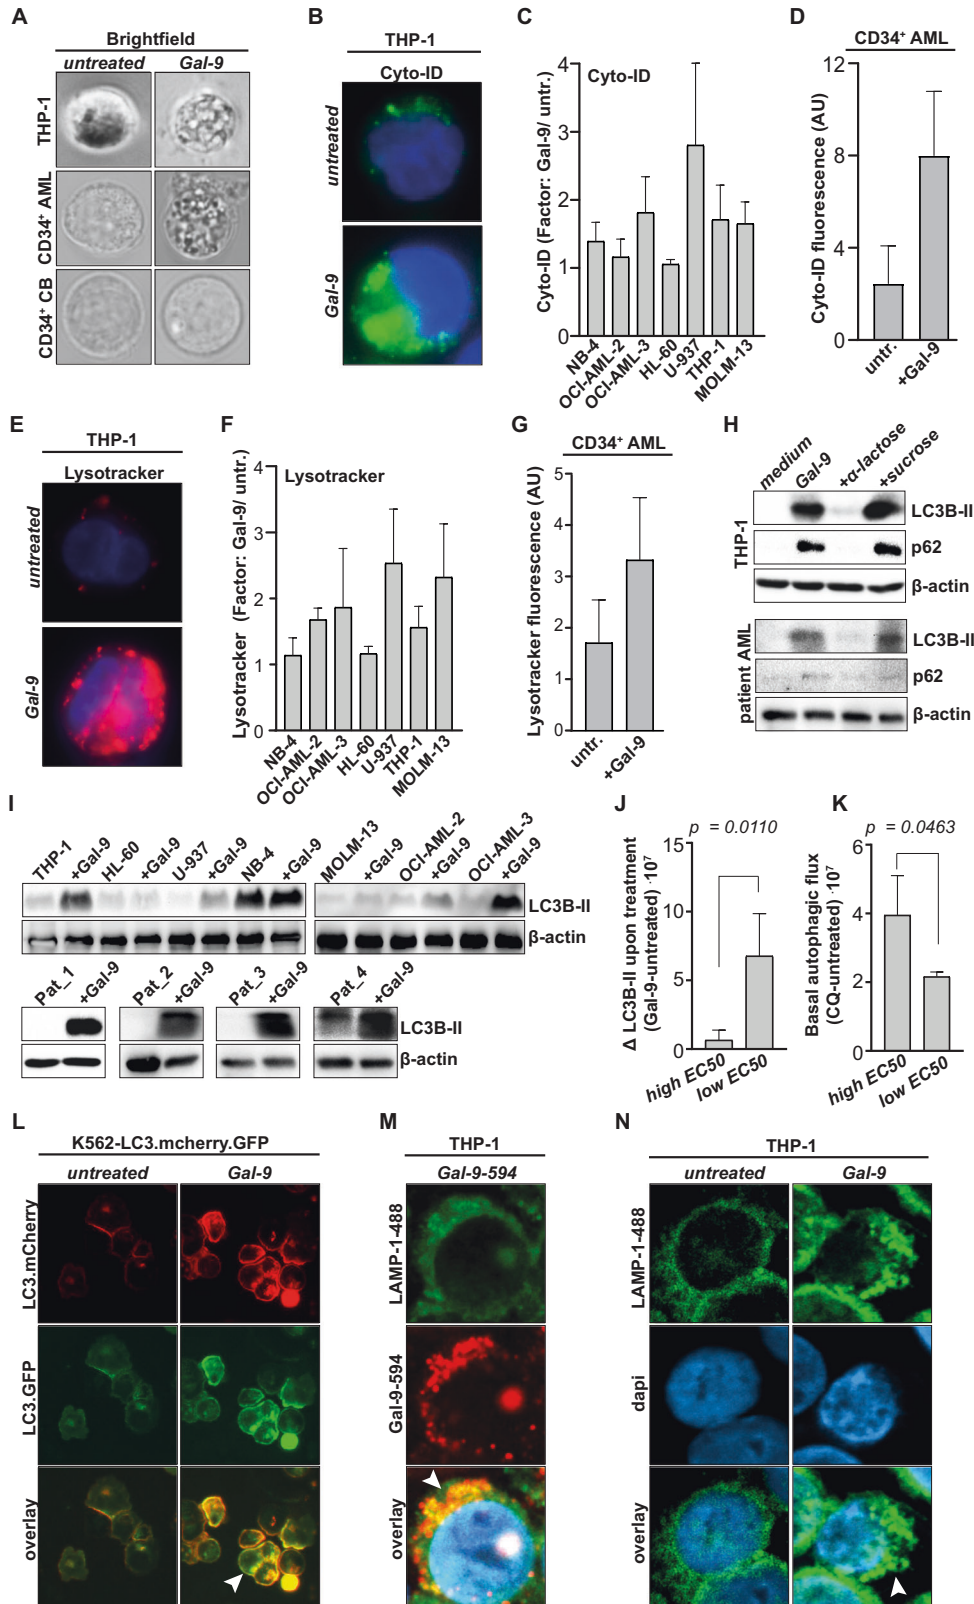 A
Brightfield
untreated
Gal-9
THP-1
CD34+ AML
CD34+ CB
B
THP-1
Cyto-ID
untreated
Gal-9
C
Cyto-ID
Cyto-ID (Factor: Gal-9/ untr.)
4
3
2
1
0
NB-4
OCI-AML-2
OCI-AML-3
HL-60
U-937
THP-1
MOLM-13
D
CD34+ AML
Cyto-ID fluorescence (AU)
12
8
4
0
untr.
+Gal-9
E
THP-1
Lysotracker
untreated
Gal-9
F
Lysotracker
Lysotracker (Factor: Gal-9/ untr.)
4
3
2
1
0
NB-4
OCI-AML-2
OCI-AML-3
HL-60
U-937
THP-1
MOLM-13
G
CD34+ AML
Lysotracker fluorescence (AU)
5
4
3
2
1
0
untr.
+Gal-9
H
medium
Gal-9
+α-lactose
+sucrose
THP-1
LC3B-II
p62
β-actin
patient AML
LC3B-II
p62
β-actin
I
THP-1
+Gal-9
HL-60
+Gal-9
U-937
+Gal-9
NB-4
+Gal-9
MOLM-13
+Gal-9
OCI-AML-2
+Gal-9
OCI-AML-3
+Gal-9
LC3B-II
β-actin
Pat_1
+Gal-9
Pat_2
+Gal-9
Pat_3
+Gal-9
Pat_4
+Gal-9
LC3B-II
β-actin
J
p = 0.0110
Δ LC3B-II upon treatment
(Gal-9-untreated) ·10⁷
15
10
5
0
high EC50
low EC50
K
p = 0.0463
Basal autophagic flux
(CQ-untreated) ·10⁷
6
4
2
0
high EC50
low EC50
L
K562-LC3.mcherry.GFP
untreated
Gal-9
LC3.mCherry
LC3.GFP
overlay
M
THP-1
Gal-9-594
LAMP-1-488
Gal-9-594
overlay
N
THP-1
untreated
Gal-9
LAMP-1-488
dapi
overlay